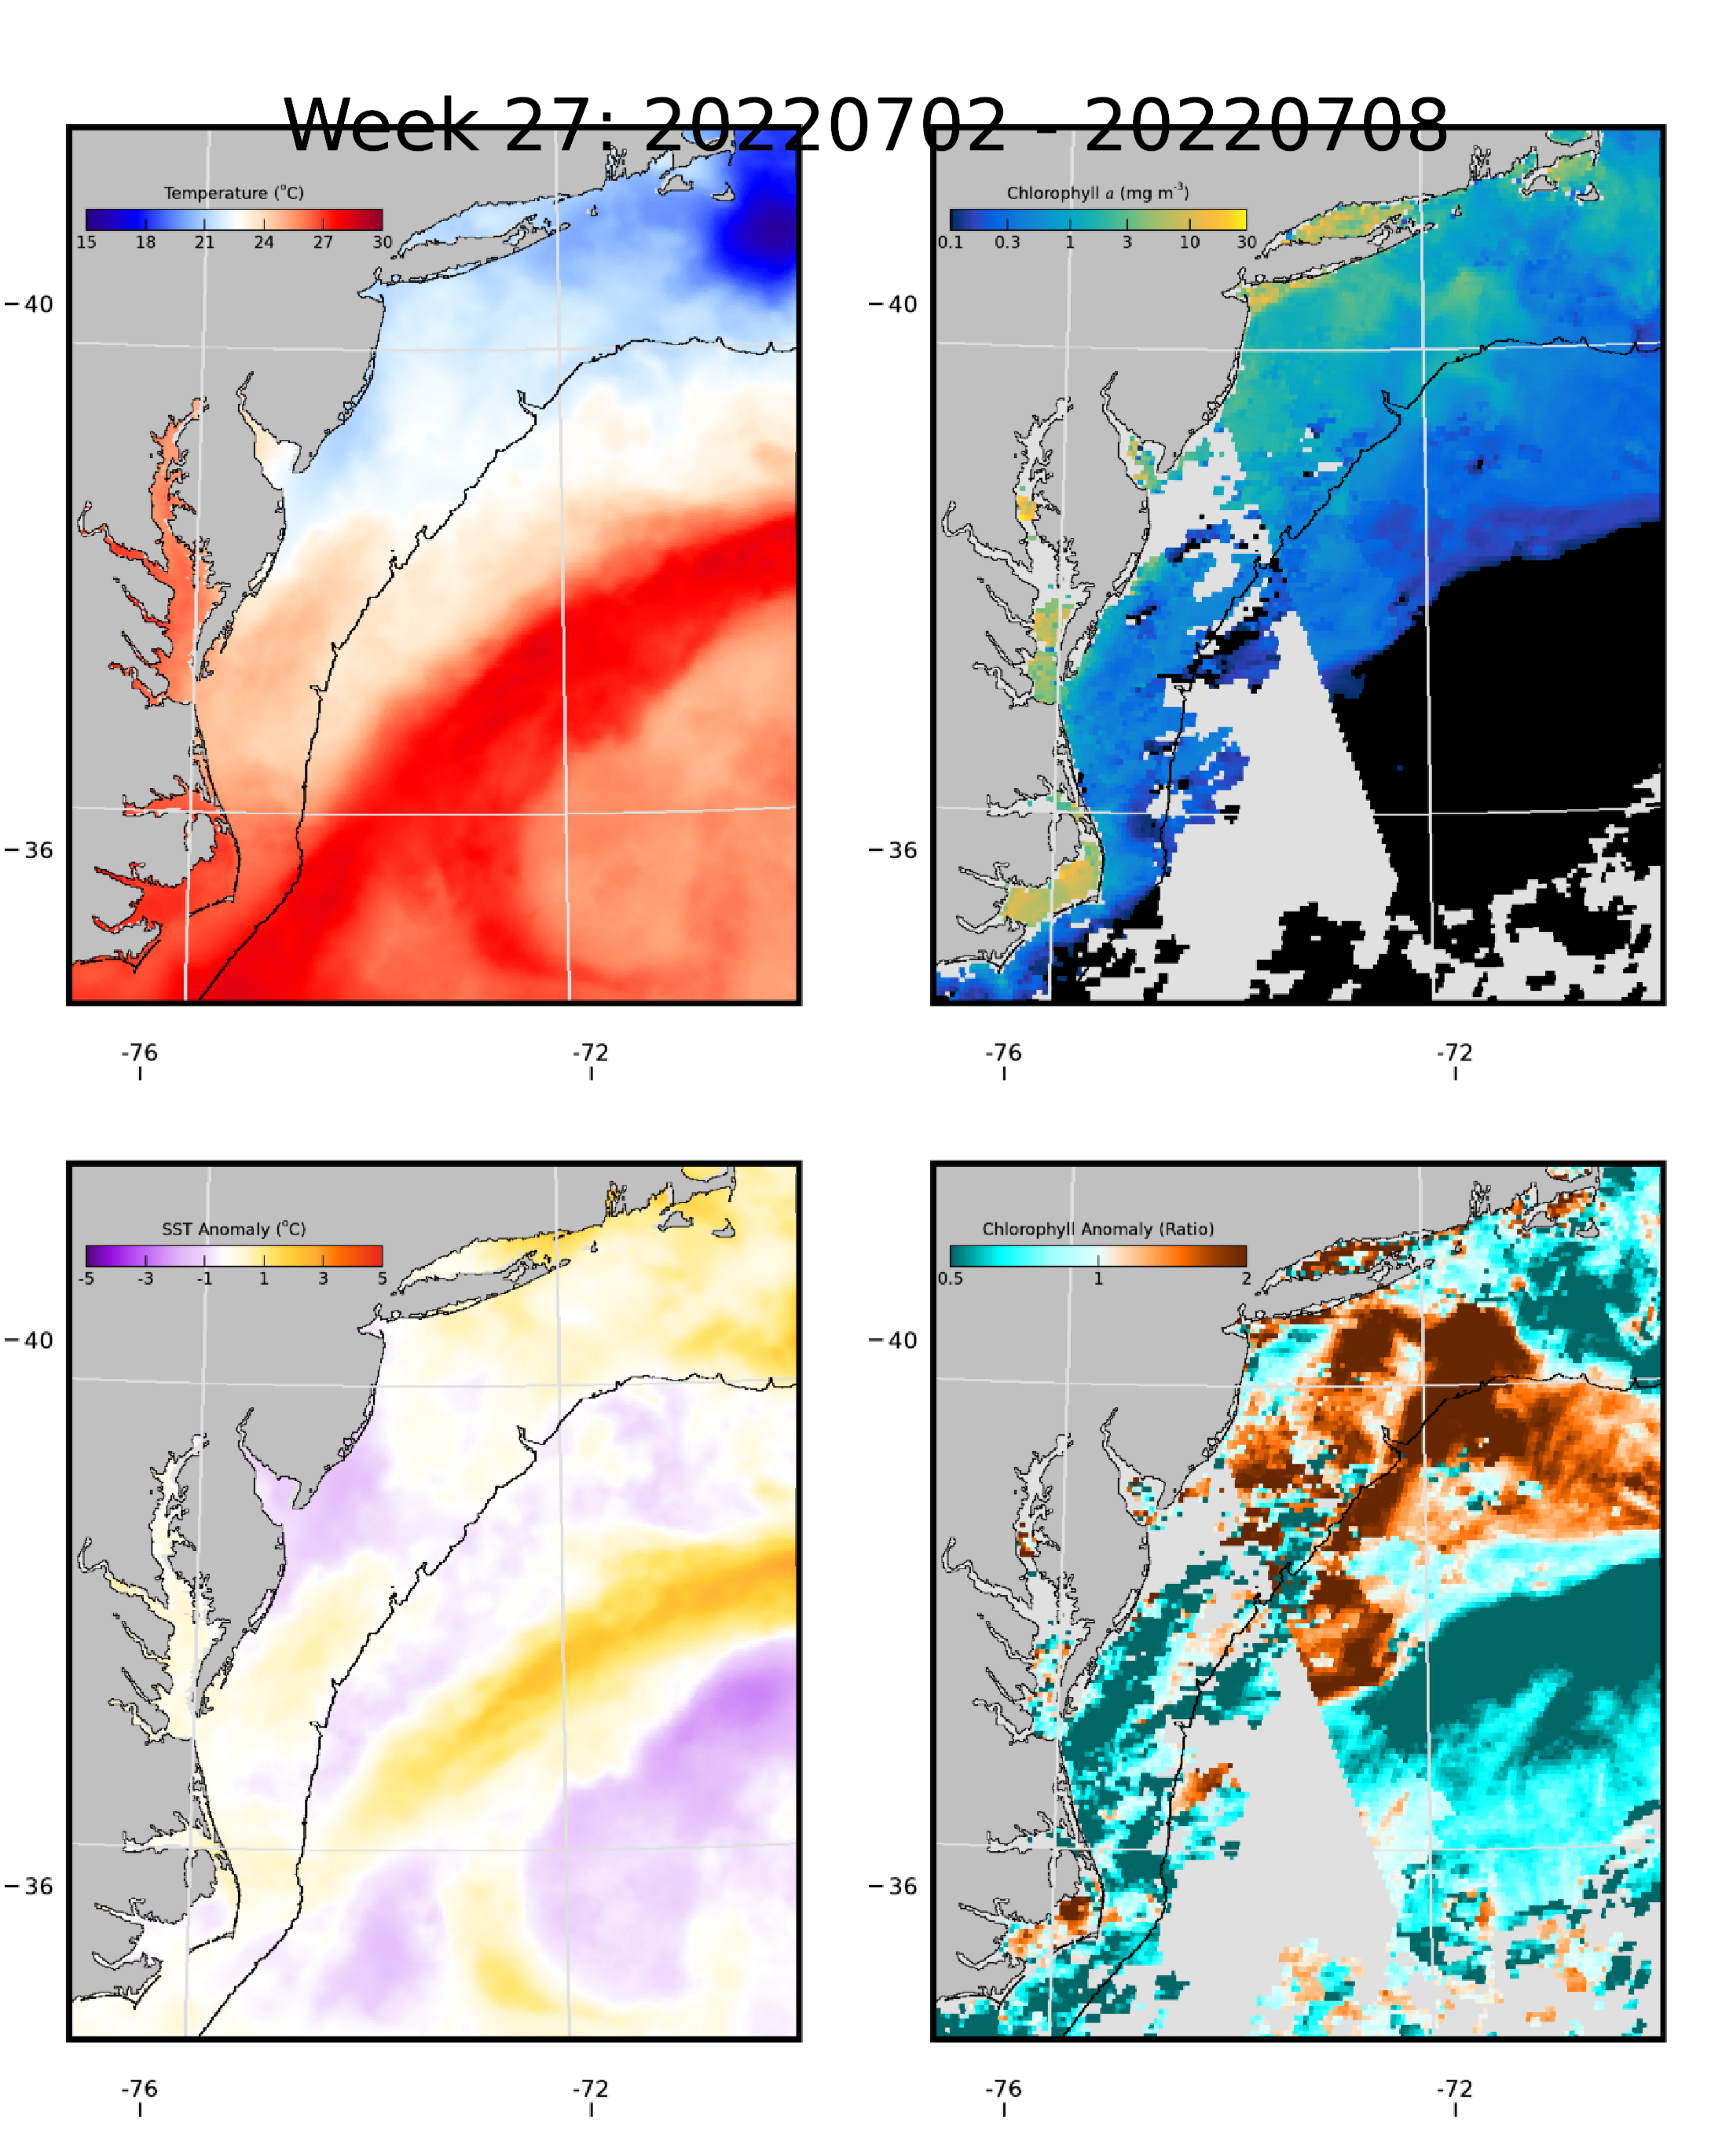 Week 27: 20220702 - 20220708
Temperature (°C)
15 18 21 24 27 30
Chlorophyll a (mg m-3)
0.1 0.3 1 3 10 30
40
36
-76 -72
40
36
-76 -72
SST Anomaly (°C)
-5 -3 -1 1 3 5
Chlorophyll Anomaly (Ratio)
0.5 1 2
40
36
-76 -72
40
36
-76 -72